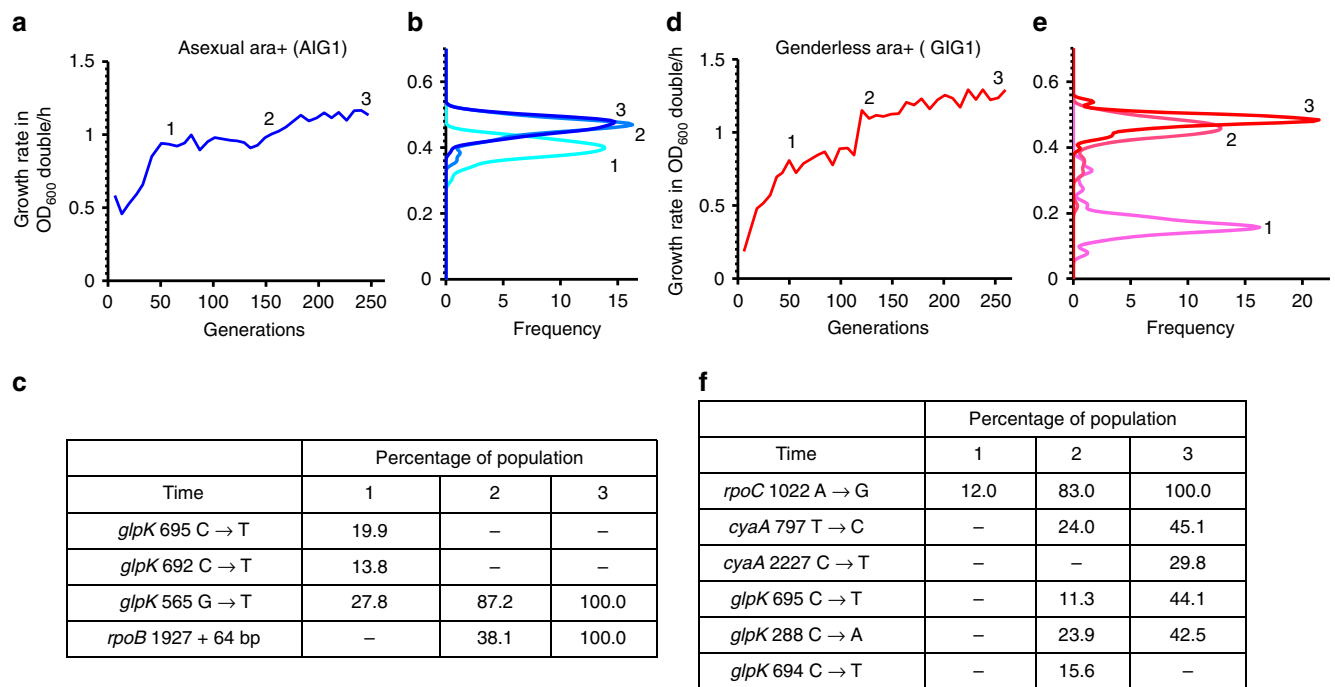 a
Asexual ara+ (AIG1)
1.5
1
0.5
0
Growth rate in
OD600 double/h
1
2
3
0 50 100 150 200 250
Generations
b
0.6
0.4
0.2
0
3
2
1
0 5 10 15
Frequency
d
Genderless ara+ ( GIG1)
1.5
1
0.5
0
Growth rate in OD600 double/h
1
2
3
0 50 100 150 200 250
Generations
e
0.6
0.4
0.2
0
3
2
1
0 5 10 15 20
Frequency
c
Percentage of population
Time 1 2 3
glpK 695 C → T 19.9 – –
glpK 692 C → T 13.8 – –
glpK 565 G → T 27.8 87.2 100.0
rpoB 1927 + 64 bp – 38.1 100.0
f
Percentage of population
Time 1 2 3
rpoC 1022 A → G 12.0 83.0 100.0
cyaA 797 T → C – 24.0 45.1
cyaA 2227 C → T – – 29.8
glpK 695 C → T – 11.3 44.1
glpK 288 C → A – 23.9 42.5
glpK 694 C → T – 15.6 –